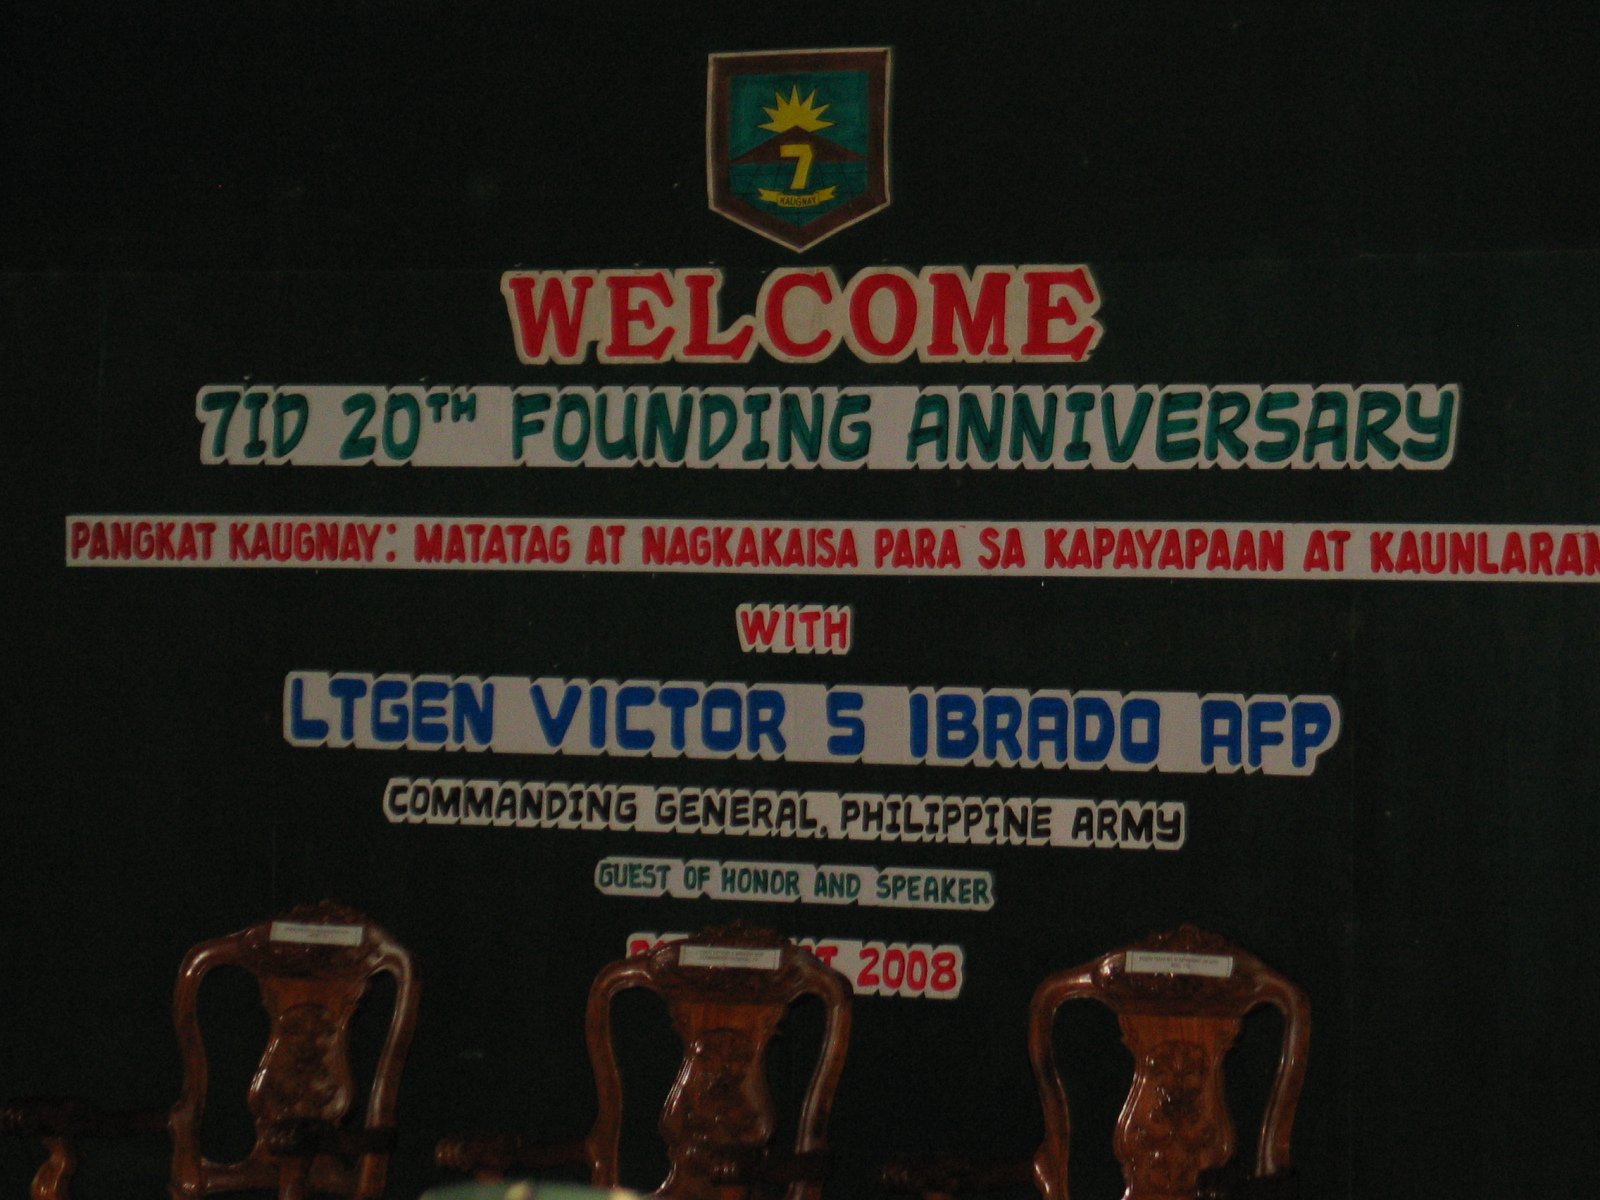 7
KAUGNAY
WELCOME
7ID 20TH FOUNDING ANNIVERSARY
PANGKAT KAUGNAY: MATATAG AT NAGKAKAISA PARA SA KAPAYAPAAN AT KAUNLARAN
WITH
LTGEN VICTOR S IBRADO AFP
COMMANDING GENERAL, PHILIPPINE ARMY
GUEST OF HONOR AND SPEAKER
2008